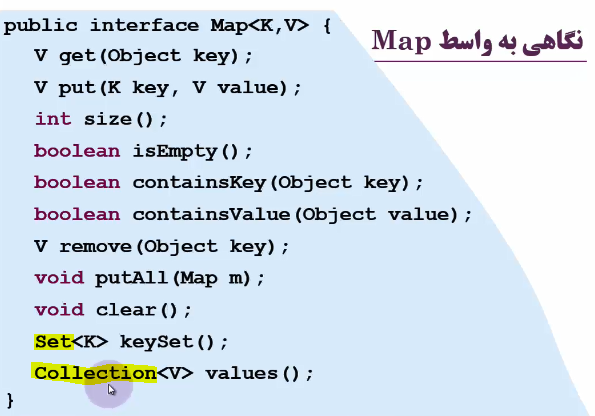 نگاهی به واسط Map
public interface Map<K,V> {
V get(Object key);
V put(K key, V value);
int size();
boolean isEmpty();
boolean containsKey(Object key);
boolean containsValue(Object value);
V remove(Object key);
void putAll(Map m);
void clear();
Set<K> keySet();
Collection<V> values();
}